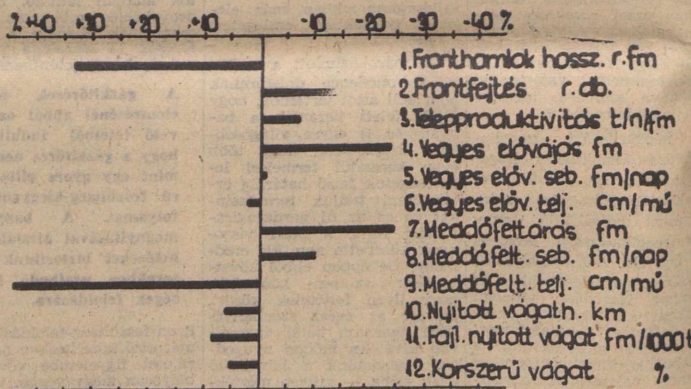 % +40 +30 +20 +10 -10 -20 -30 -40 %
1. Fronthomlok hossz. r.fm
2. Frontfejtés r. db.
3. Telepproduktivitás t/n/fm
4. Vegyes elővájás fm
5. Vegyes előv. seb. fm/nap
6. Vegyes előv. telj. cm/mű
7. Meddőfeltárás fm
8. Meddőfelt. seb. fm/nap
9. Meddőfelt. telj. cm/mű
10. Nyitott vágath. km
11. Fajl. nyitott vágat fm/1000t
12. Korszerű vágat %